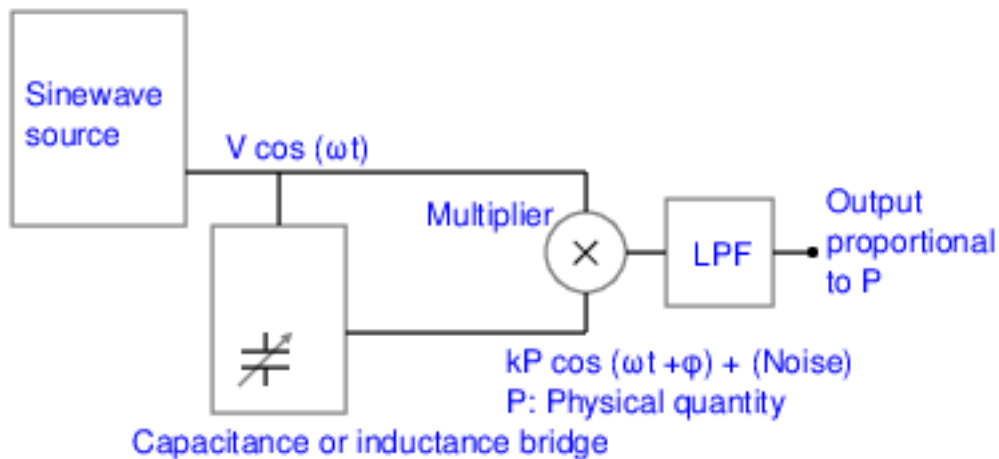 Sinewave
source
V cos (ωt)
Multiplier
×
LPF
Output
proportional
to P
kP cos (ωt +φ) + (Noise)
P: Physical quantity
Capacitance or inductance bridge